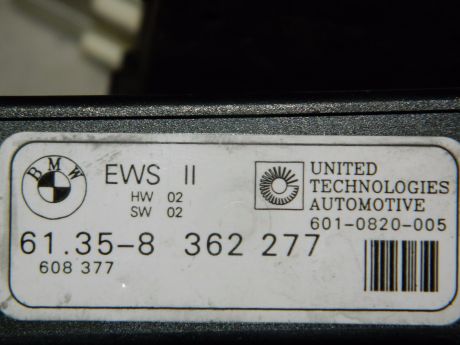 BMW
EWS II
HW 02
SW 02
UNITED
TECHNOLOGIES
AUTOMOTIVE
601-0820-005
61.35-8 362 277
608 377